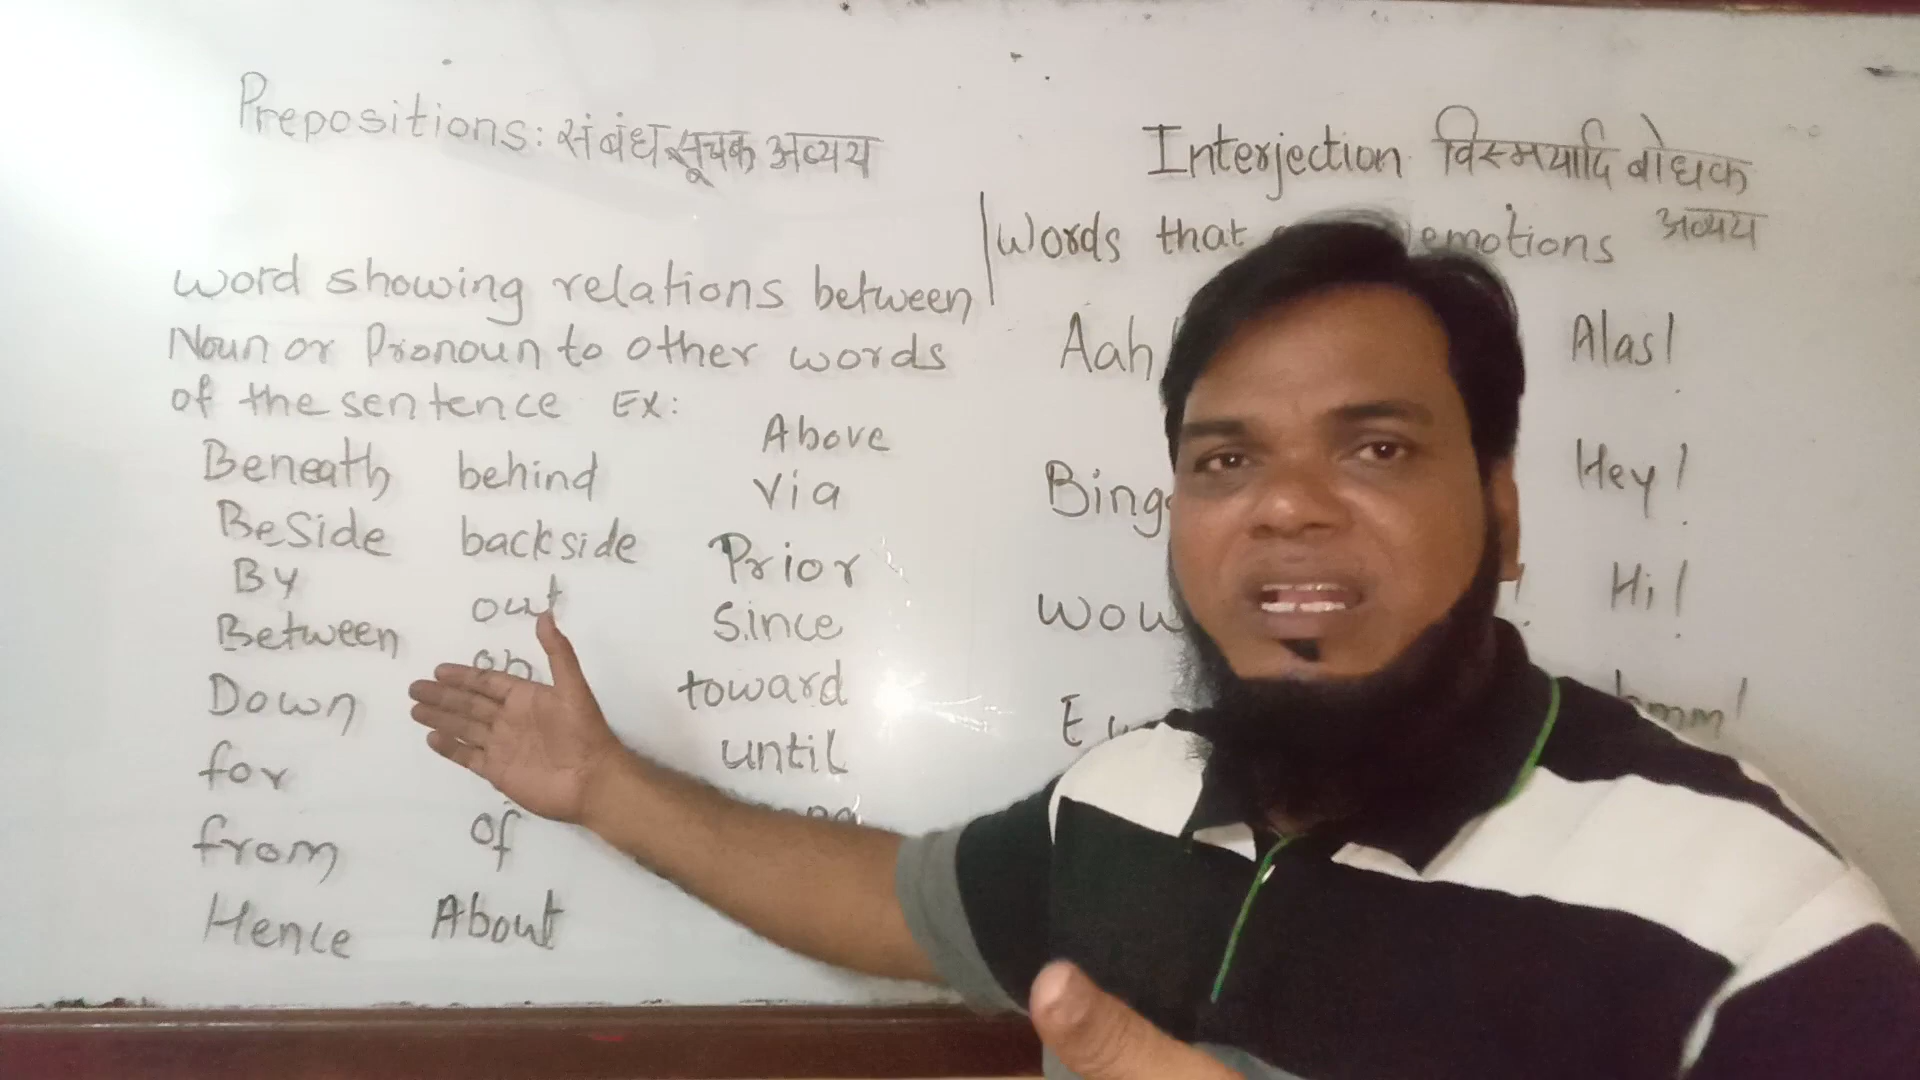 Prepositions: संबंध सूचक अव्यय
word showing relations between
Noun or Pronoun to other words
of the sentence Ex:
Above
Beneath behind
via
Beside backside
Prior
By
out
Since
Between
on
toward
Down
until
for
of
from
About
Hence
Interjection विस्मयादि बोधक
अव्यय
Words that emotions
Aah Alas!
Hey!
Hi!
Wow